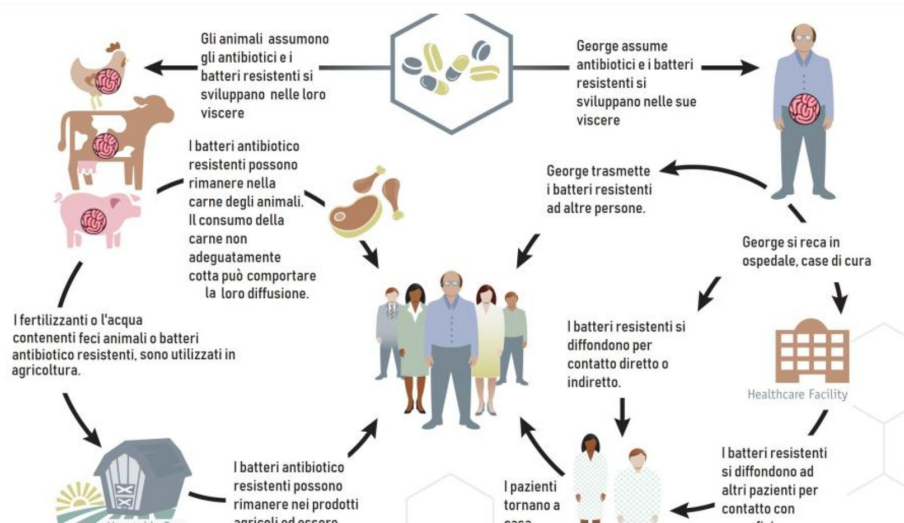 Gli animali assumono
gli antibiotici e i
batteri resistenti si
sviluppano nelle loro
viscere
George assume
antibiotici e i batteri
resistenti si
sviluppano nelle sue
viscere
I batteri antibiotico
resistenti possono
rimanere nella
carne degli animali.
Il consumo della
carne non
adeguatamente
cotta può comportare
la loro diffusione.
George trasmette
i batteri resistenti
ad altre persone.
George si reca in
ospedale, case di cura
I fertilizzanti o l'acqua
contenenti feci animali o batteri
antibiotico resistenti, sono utilizzati in
agricoltura.
I batteri resistenti si
diffondono per
contatto diretto o
indiretto.
Healthcare Facility
I batteri antibiotico
resistenti possono
rimanere nei prodotti
agricoli ed essere
I pazienti
tornano a
casa
I batteri resistenti
si diffondono ad
altri pazienti per
contatto con